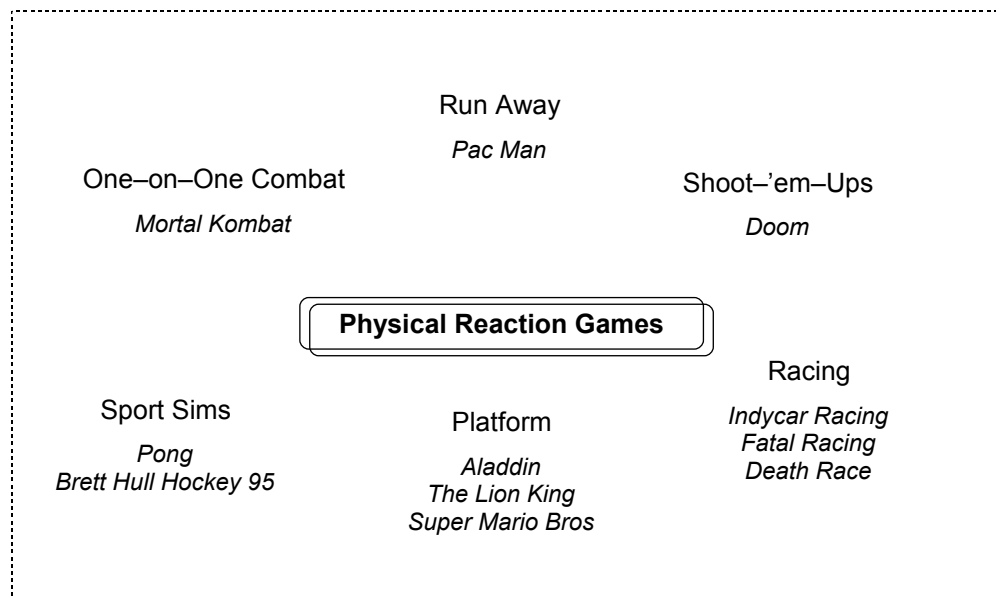 Run Away
Pac Man
One–on–One Combat
Mortal Kombat
Shoot–’em–Ups
Doom
Physical Reaction Games
Sport Sims
Pong
Brett Hull Hockey 95
Platform
Aladdin
The Lion King
Super Mario Bros
Racing
Indycar Racing
Fatal Racing
Death Race